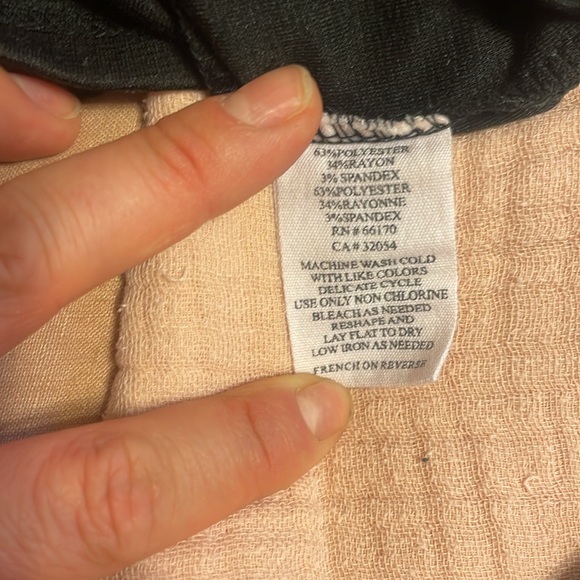 63%POLYESTER
34%RAYON
3% SPANDEX
63%POLYESTER
34%RAYONNE
3%SPANDEX
RN # 66170
CA # 32054
MACHINE WASH COLD
WITH LIKE COLORS
DELICATE CYCLE
USE ONLY NON CHLORINE
BLEACH AS NEEDED
RESHAPE AND
LAY FLAT TO DRY
LOW IRON AS NEEDED
FRENCH ON REVERSE